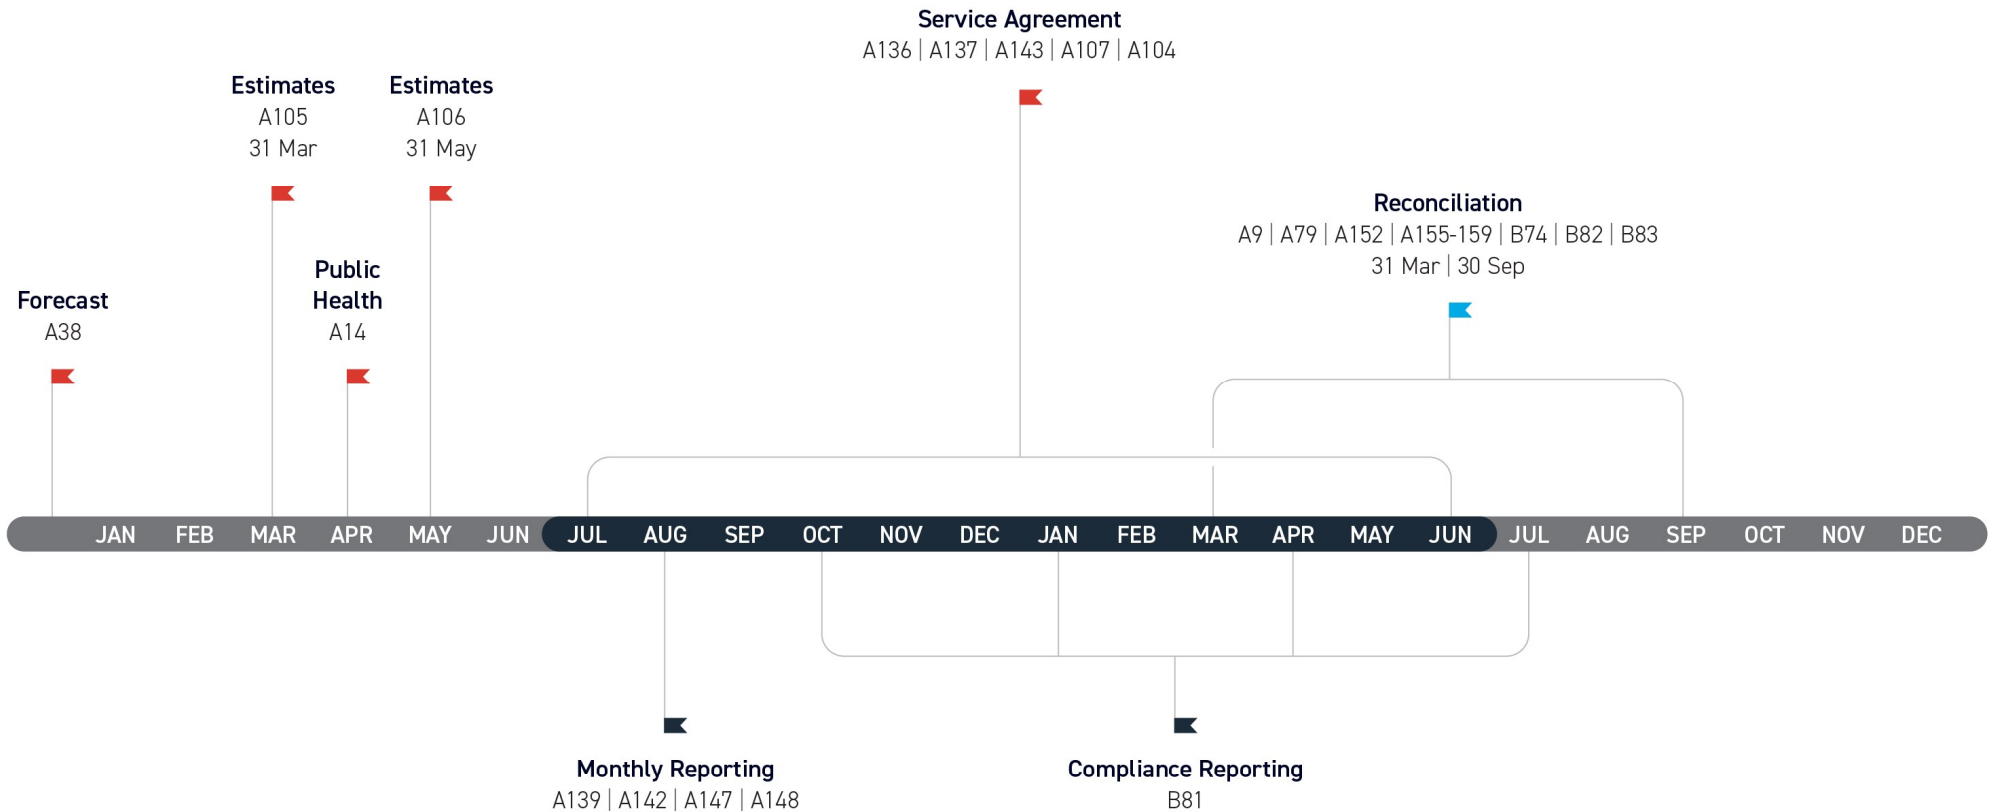 Service Agreement
A136 | A137 | A143 | A107 | A104
Estimates
A105
31 Mar
Estimates
A106
31 May
Reconciliation
A9 | A79 | A152 | A155-159 | B74 | B82 | B83
31 Mar | 30 Sep
Public
Health
A14
Forecast
A38
JAN FEB MAR APR MAY JUN JUL AUG SEP OCT NOV DEC JAN FEB MAR APR MAY JUN JUL AUG SEP OCT NOV DEC
Monthly Reporting
A139 | A142 | A147 | A148
Compliance Reporting
B81